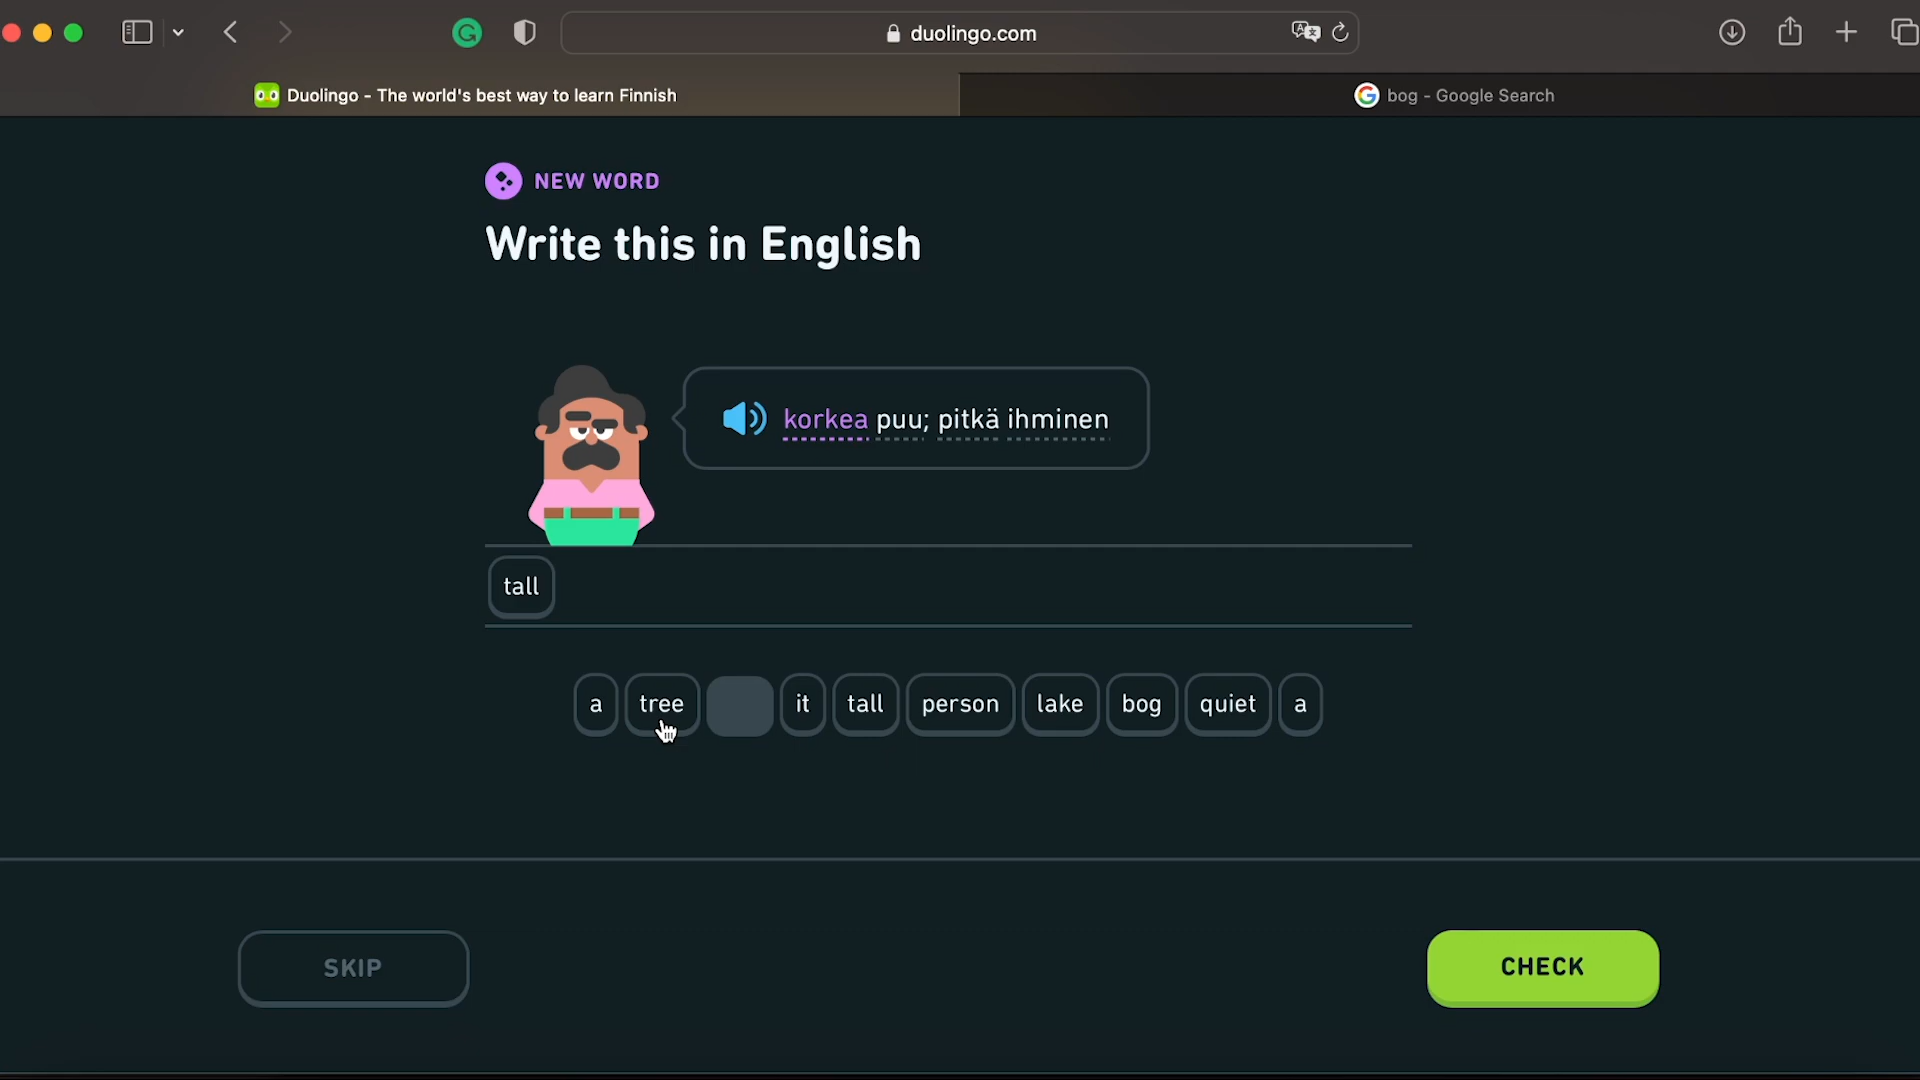 duolingo.com
Duolingo - The world's best way to learn Finnish
bog - Google Search
NEW WORD
Write this in English
korkea puu; pitkä ihminen
tall
a tree it tall person lake bog quiet a
SKIP
CHECK